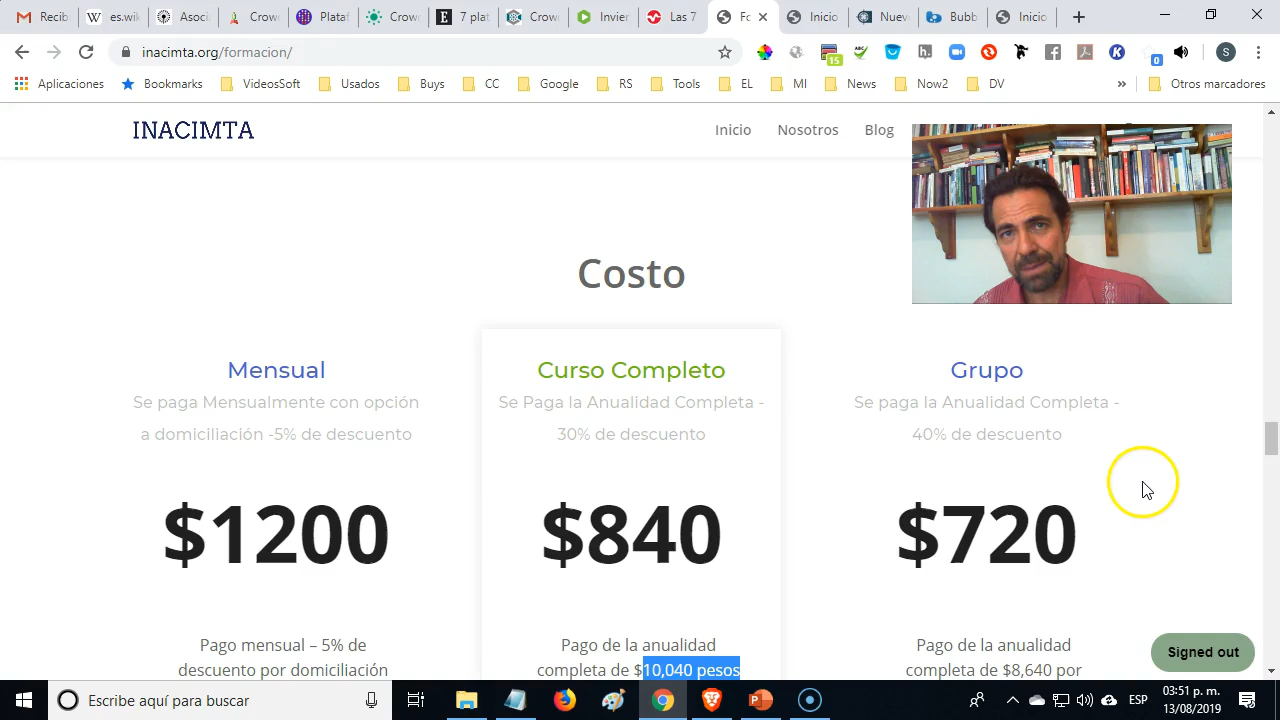 Recib
es.wik
Asoci
Crow
Plataf
Crow
7 plat
Crow
Invier
Las 7
Fo
Inicio
Nuev
Bubb
Inicio
inacimta.org/formacion/
15
0
S
Aplicaciones
Bookmarks
VideosSoft
Usados
Buys
CC
Google
RS
Tools
EL
MI
News
Now2
DV
»
Otros marcadores
INACIMTA
Inicio
Nosotros
Blog
Costo
Mensual
Se paga Mensualmente con opción
a domiciliación -5% de descuento
$1200
Pago mensual – 5% de
descuento por domiciliación
Curso Completo
Se Paga la Anualidad Completa -
30% de descuento
$840
Pago de la anualidad
completa de $10,040 pesos
Grupo
Se paga la Anualidad Completa -
40% de descuento
$720
Pago de la anualidad
completa de $8,640 por
Signed out
Escribe aquí para buscar
ESP
03:51 p. m.
13/08/2019